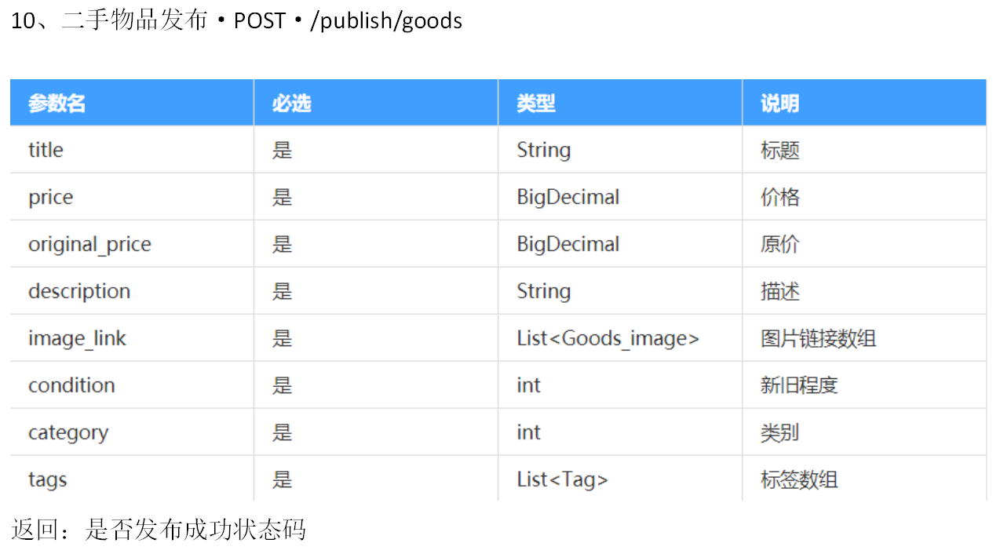 10、二手物品发布·POST·/publish/goods
参数名 必选 类型 说明
title 是 String 标题
price 是 BigDecimal 价格
original_price 是 BigDecimal 原价
description 是 String 描述
image_link 是 List<Goods_image> 图片链接数组
condition 是 int 新旧程度
category 是 int 类别
tags 是 List<Tag> 标签数组
返回：是否发布成功状态码